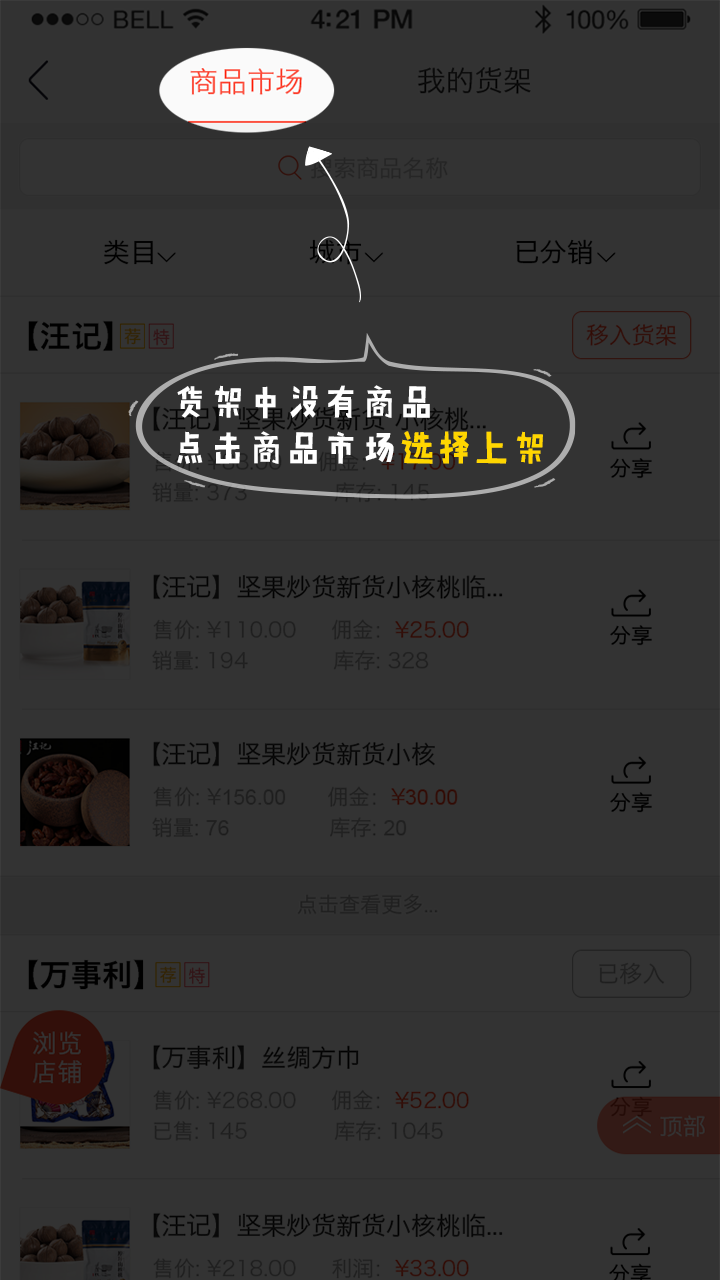 BELL 4:21 PM 100%
商品市场 我的货架
搜索商品名称
类目 城市 已分销
【汪记】 荐 特 移入货架
货架中没有商品
点击商品市场选择上架
【汪记】坚果炒货新货 小核桃...
售价: ¥88.00 佣金: ¥17.00
销量: 373 库存: 145
分享
【汪记】坚果炒货新货小核桃临...
售价: ¥110.00 佣金: ¥25.00
销量: 194 库存: 328
分享
汪记
【汪记】坚果炒货新货小核
售价: ¥156.00 佣金: ¥30.00
销量: 76 库存: 20
分享
点击查看更多...
【万事利】 荐 特 已移入
浏览
店铺
【万事利】丝绸方巾
售价: ¥268.00 佣金: ¥52.00
已售: 145 库存: 1045
分享
顶部
【汪记】坚果炒货新货小核桃临...
售价: ¥218.00 利润: ¥33.00
分享